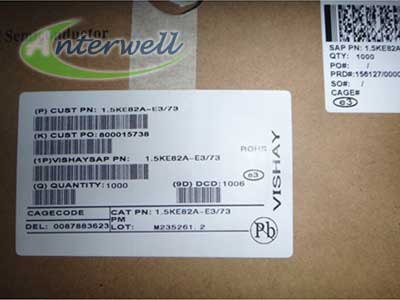 Semiconductor
Anterwell
(P) CUST PN: 1.5KE82A-E3/73
(K) CUST PO: 800015738
(1P)VISHAYSAP PN: 1.5KE82A-E3/73
(Q) QUANTITY: 1000
(9D) DCD: 1006
ROHS
e3
VISHAY
CAGECODE
CAT PN: 1.5KE82A-E3/73
PM
DEL: 0087883623
LOT: M235261.2
Pb
SAP PN: 1.5KE82A
QTY: 1000
PO#: /
PRD#:156127/0000
SO#: /
CAGE#
e3